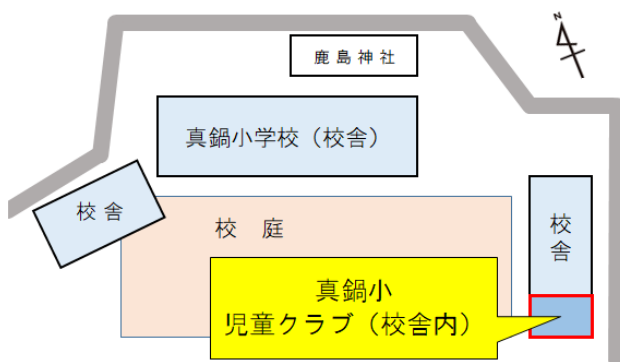 N
鹿島神社
真鍋小学校（校舎）
校舎
校　庭
校舎
真鍋小
児童クラブ（校舎内）